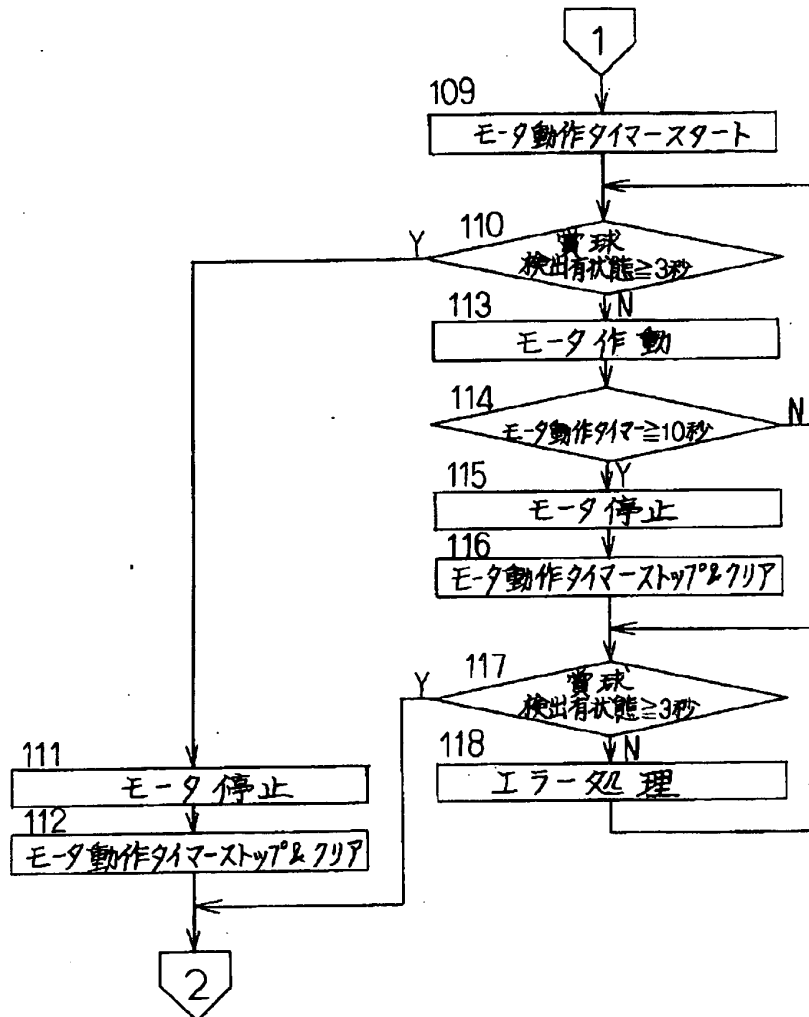 1
109
モータ動作タイマースタート
110
賞球
検出有状態≧3秒
Y
N
113
モータ作動
114
モータ動作タイマー≧10秒
N
Y
115
モータ停止
116
モータ動作タイマーストップ&クリア
117
賞球
検出有状態≧3秒
Y
N
118
エラー処理
111
モータ停止
112
モータ動作タイマーストップ&クリア
2